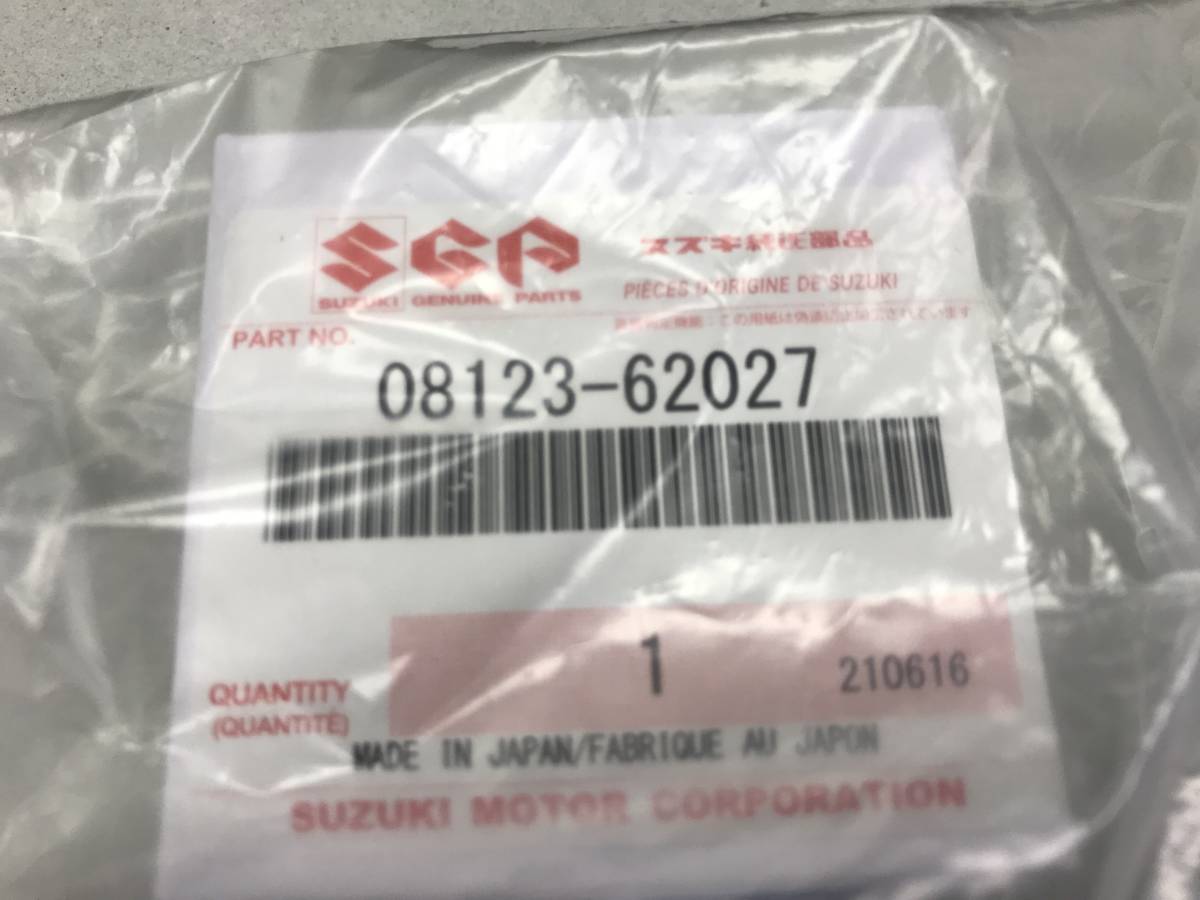 SGP スズキ純正部品
SUZUKI GENUINE PARTS PIÈCES D'ORIGINE DE SUZUKI
PART NO.
08123-62027
1
210616
QUANTITY
(QUANTITÉ)
MADE IN JAPAN/FABRIQUE AU JAPON
SUZUKI MOTOR CORPORATION